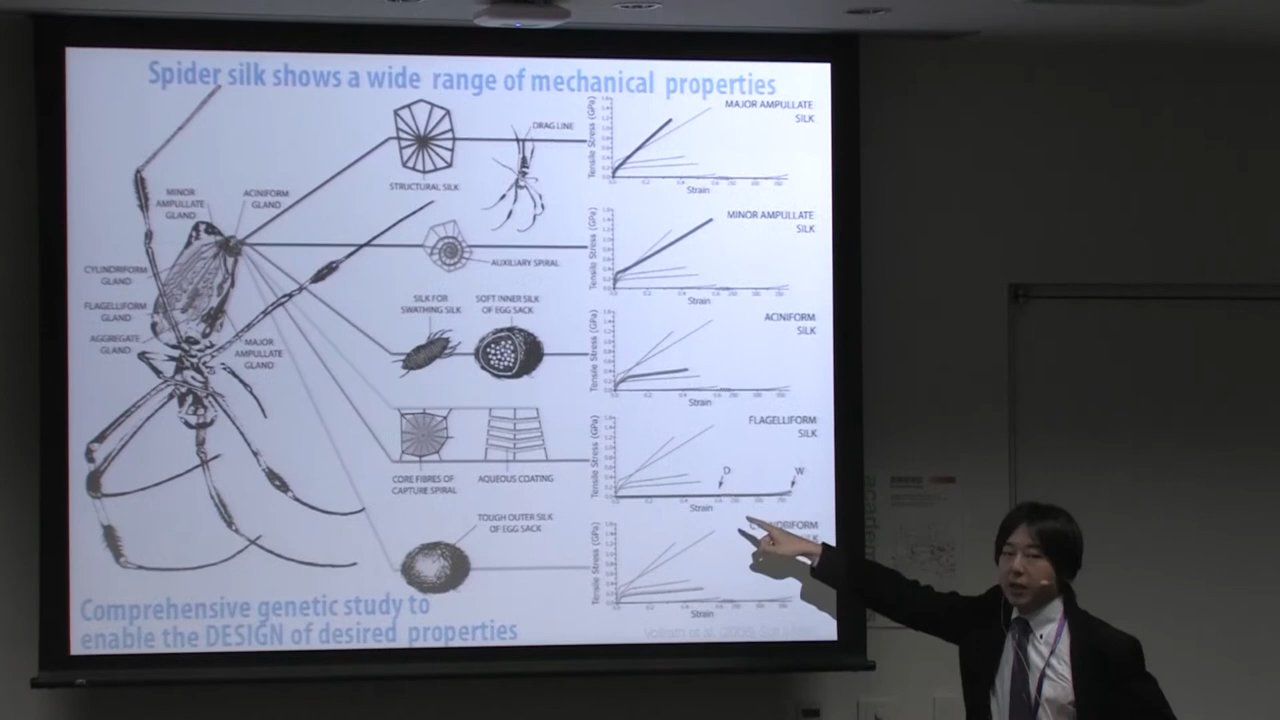 Spider silk shows a wide range of mechanical properties
MINOR
AMPULLATE
GLAND
ACINIFORM
GLAND
CYLINDRIFORM
GLAND
FLAGELLIFORM
GLAND
AGGREGATE
GLAND
MAJOR
AMPULLATE
GLAND
DRAG LINE
STRUCTURAL SILK
AUXILIARY SPIRAL
SILK FOR
SWATHING SILK
SOFT INNER SILK
OF EGG SACK
CORE FIBRES OF
CAPTURE SPIRAL
AQUEOUS COATING
TOUGH OUTER SILK
OF EGG SACK
MAJOR AMPULLATE
SILK
Tensile Stress (GPa)
Strain
MINOR AMPULLATE
SILK
Tensile Stress (GPa)
Strain
ACINIFORM
SILK
Tensile Stress (GPa)
Strain
FLAGELLIFORM
SILK
Tensile Stress (GPa)
D
W
Strain
Tensile Stress (GPa)
Strain
Comprehensive genetic study to
enable the DESIGN of desired properties